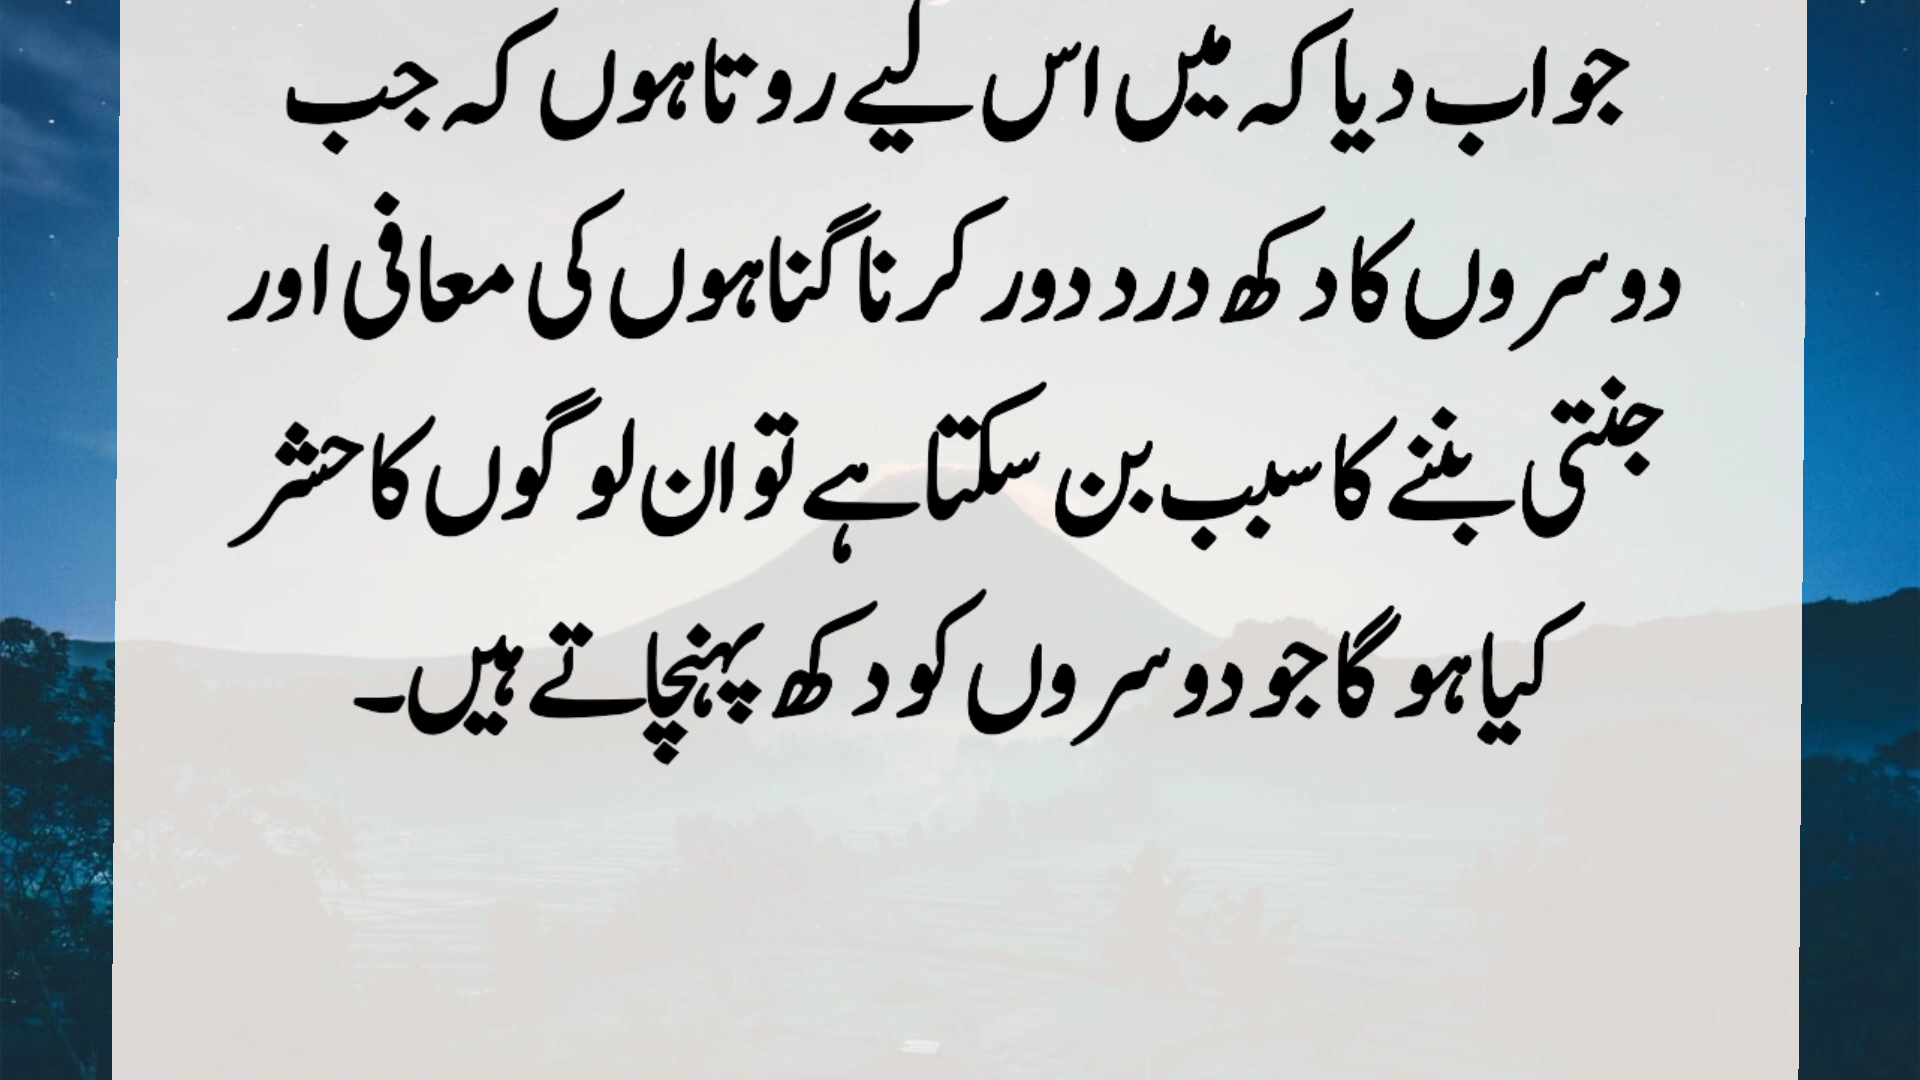 جواب دیا کہ میں اس لیے روتا ہوں کہ جب
دوسروں کا دکھ درد دور کرنا گناہوں کی معافی اور
جنتی بننے کا سبب بن سکتا ہے تو ان لوگوں کا حشر
کیا ہو گا جو دوسروں کو دکھ پہنچاتے ہیں۔